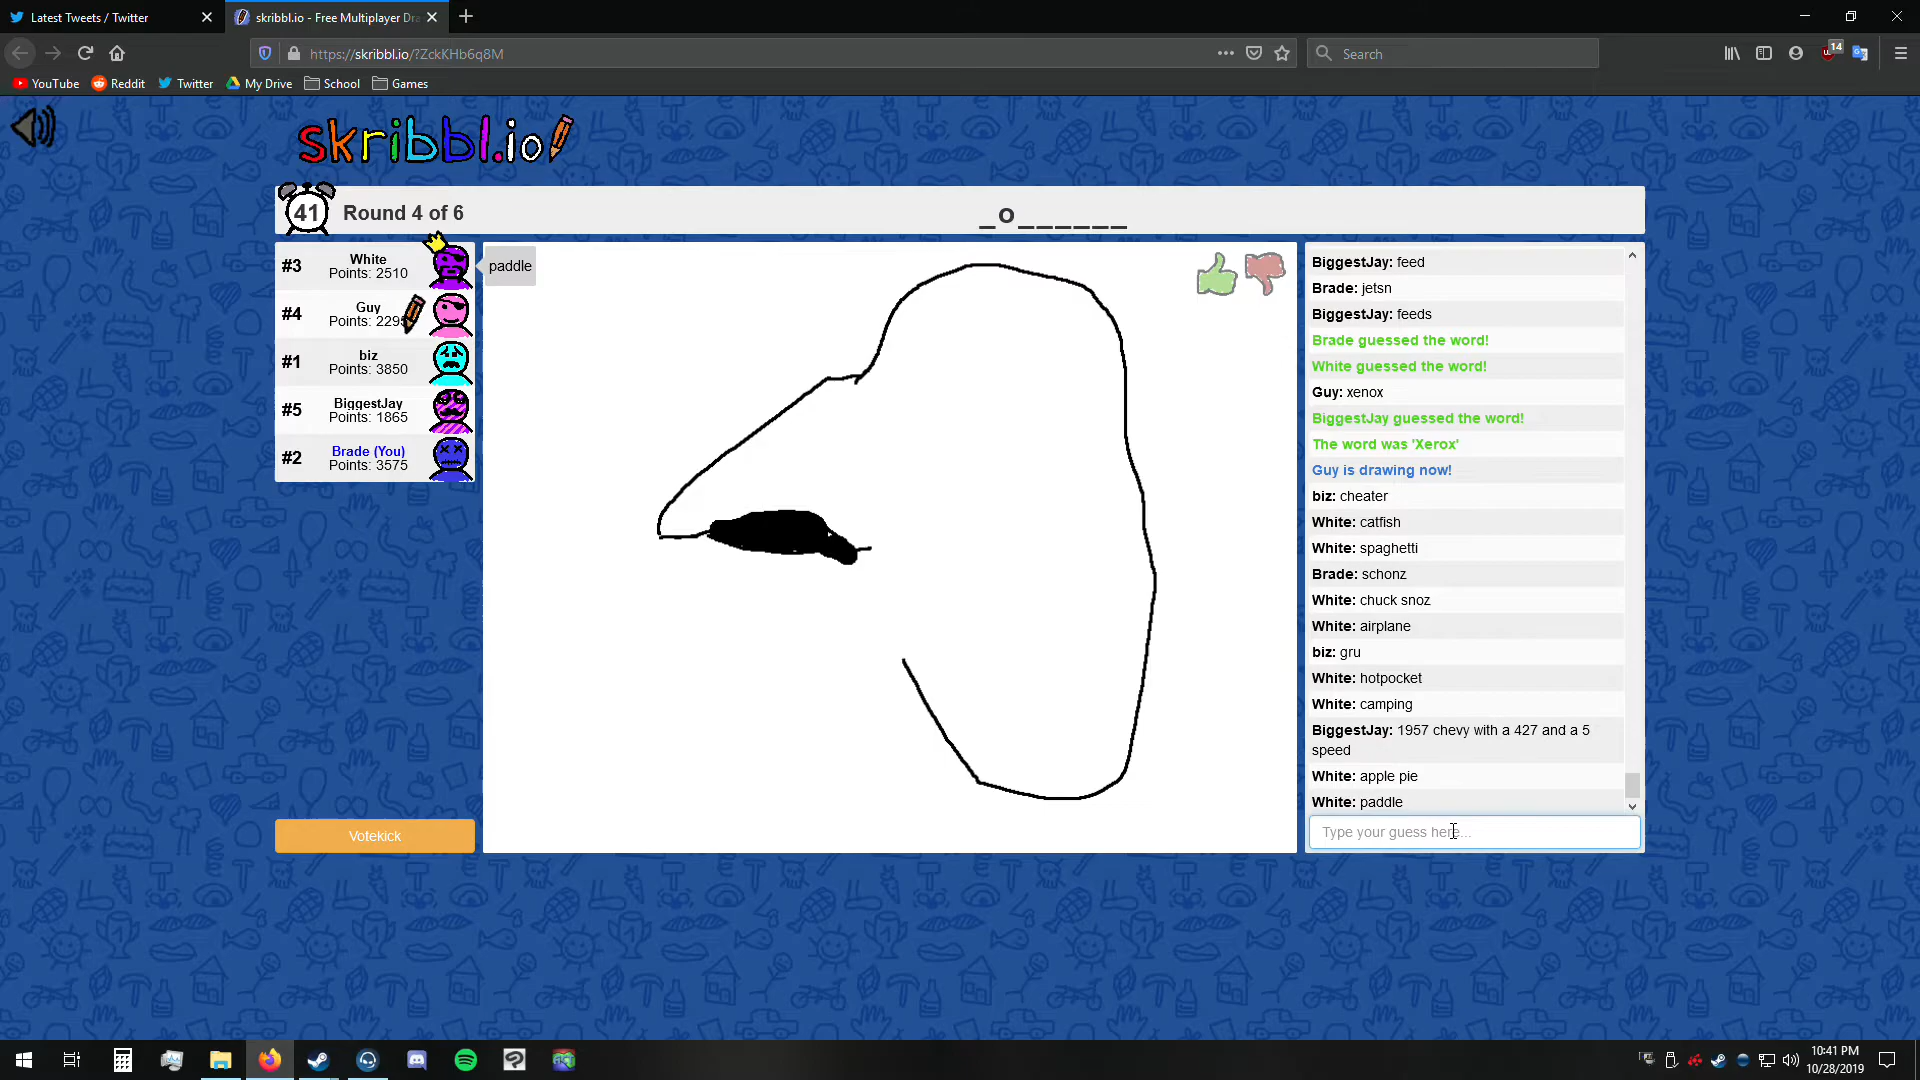 Latest Tweets / Twitter
skribbl.io - Free Multiplayer Dra
https://skribbl.io/?ZckKHb6q8M
Search
14
YouTube
Reddit
Twitter
My Drive
School
Games
skribbl.io
41
Round 4 of 6
_o______
#3
White
Points: 2510
paddle
#4
Guy
Points: 2295
#1
biz
Points: 3850
#5
BiggestJay
Points: 1865
#2
Brade (You)
Points: 3575
Votekick
BiggestJay: feed
Brade: jetsn
BiggestJay: feeds
Brade guessed the word!
White guessed the word!
Guy: xenox
BiggestJay guessed the word!
The word was 'Xerox'
Guy is drawing now!
biz: cheater
White: catfish
White: spaghetti
Brade: schonz
White: chuck snoz
White: airplane
biz: gru
White: hotpocket
White: camping
BiggestJay: 1957 chevy with a 427 and a 5
speed
White: apple pie
White: paddle
Type your guess here...
10:41 PM
10/28/2019